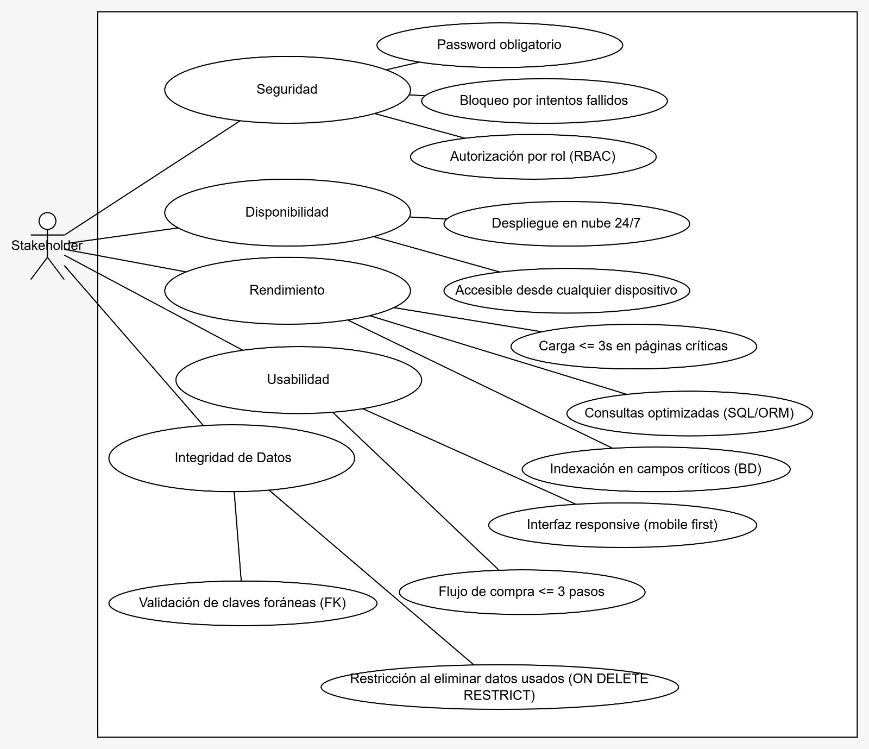 Password obligatorio
Seguridad
Bloqueo por intentos fallidos
Autorización por rol (RBAC)
Disponibilidad
Despliegue en nube 24/7
Stakeholder
Rendimiento
Accesible desde cualquier dispositivo
Carga <= 3s en páginas críticas
Usabilidad
Consultas optimizadas (SQL/ORM)
Integridad de Datos
Indexación en campos críticos (BD)
Interfaz responsive (mobile first)
Flujo de compra <= 3 pasos
Validación de claves foráneas (FK)
Restricción al eliminar datos usados (ON DELETE
RESTRICT)